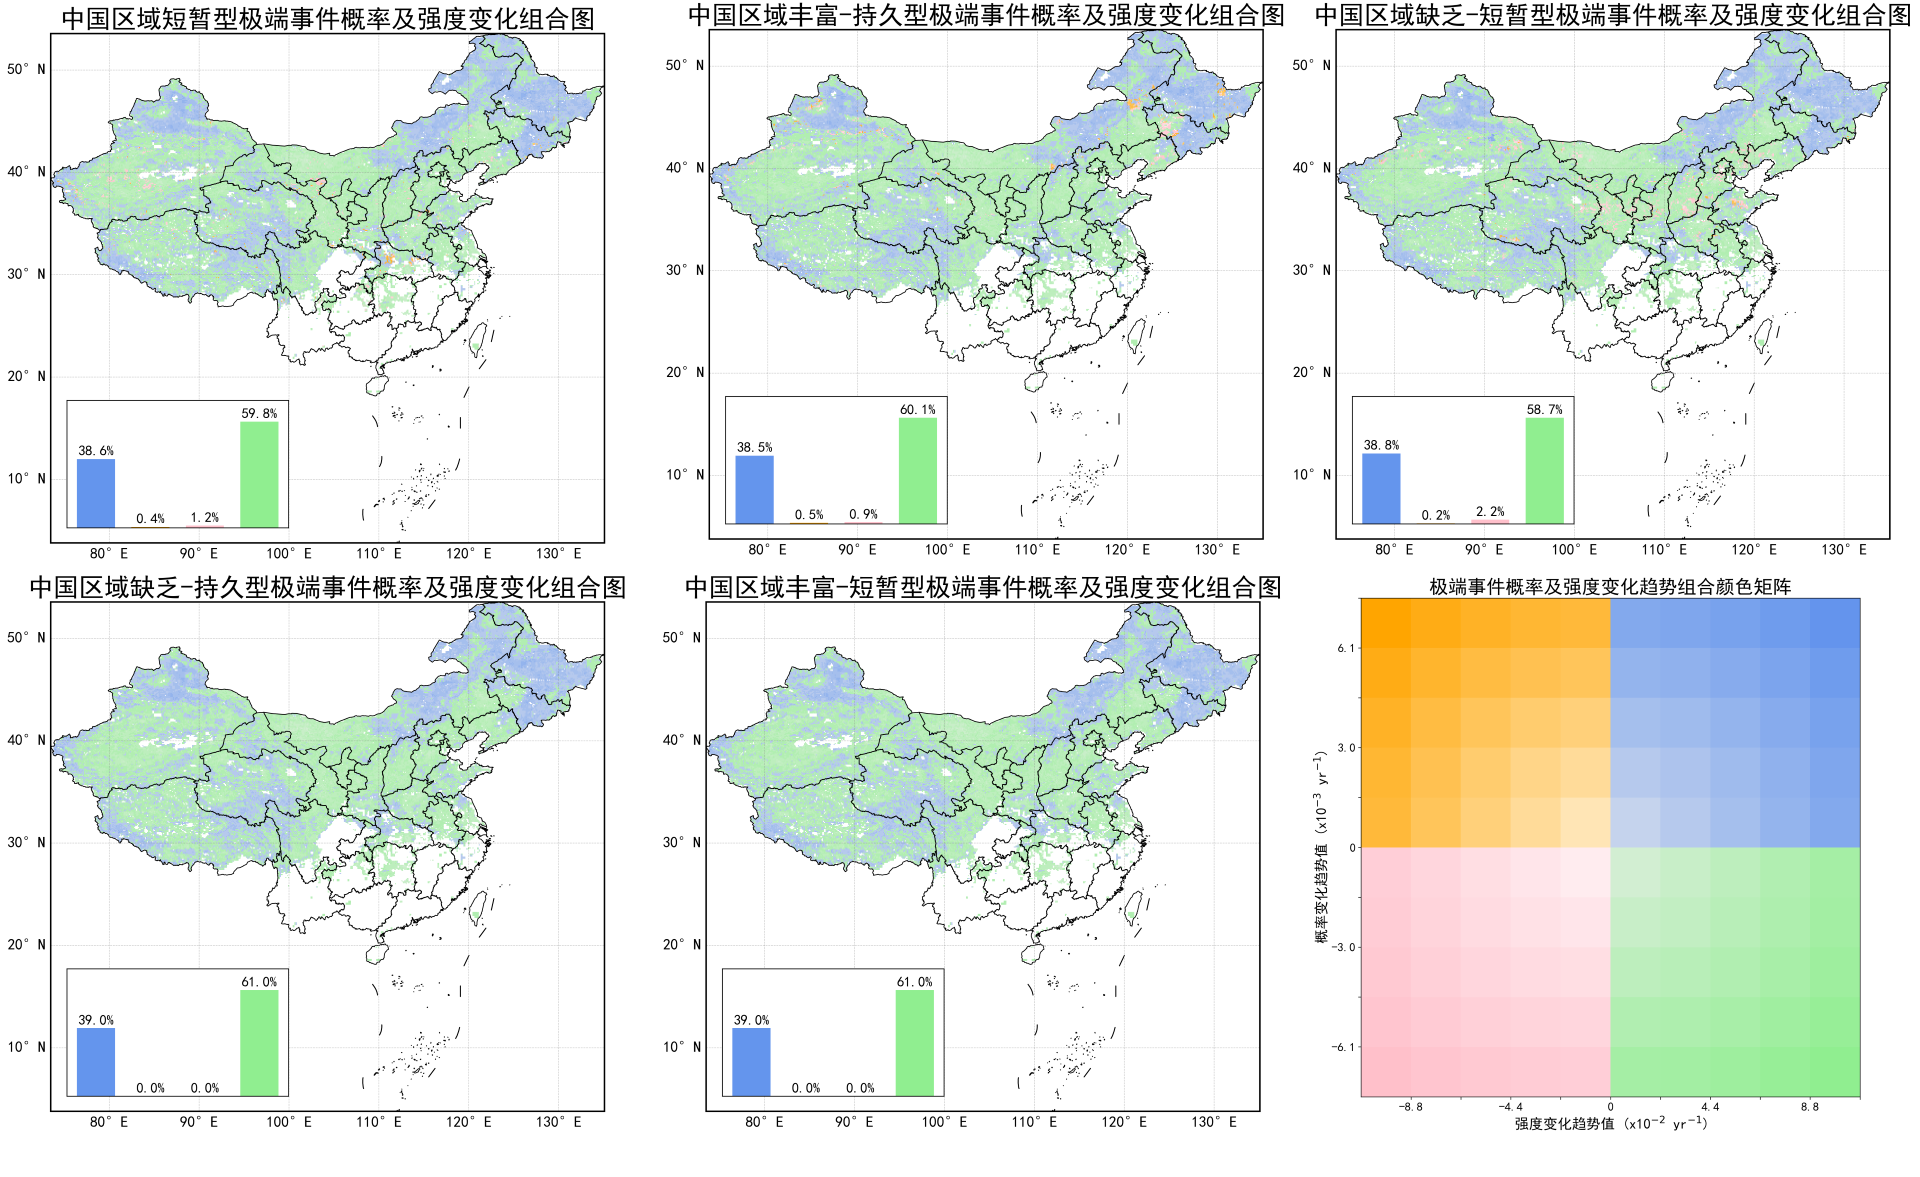 中国区域短暂型极端事件概率及强度变化组合图
50° N
40° N
30° N
20° N
10° N
80° E 90° E 100° E 110° E 120° E 130° E
38.6%
0.4%
1.2%
59.8%
中国区域丰富-持久型极端事件概率及强度变化组合图
50° N
40° N
30° N
20° N
10° N
80° E 90° E 100° E 110° E 120° E 130° E
38.5%
0.5%
0.9%
60.1%
中国区域缺乏-短暂型极端事件概率及强度变化组合图
50° N
40° N
30° N
20° N
10° N
80° E 90° E 100° E 110° E 120° E 130° E
38.8%
0.2%
2.2%
58.7%
中国区域缺乏-持久型极端事件概率及强度变化组合图
50° N
40° N
30° N
20° N
10° N
80° E 90° E 100° E 110° E 120° E 130° E
39.0%
0.0%
0.0%
61.0%
中国区域丰富-短暂型极端事件概率及强度变化组合图
50° N
40° N
30° N
20° N
10° N
80° E 90° E 100° E 110° E 120° E 130° E
39.0%
0.0%
0.0%
61.0%
极端事件概率及强度变化趋势组合颜色矩阵
概率变化趋势值 (x10⁻³ yr⁻¹)
6.1
3.0
0
-3.0
-6.1
-8.8 -4.4 0 4.4 8.8
强度变化趋势值 (x10⁻² yr⁻¹)